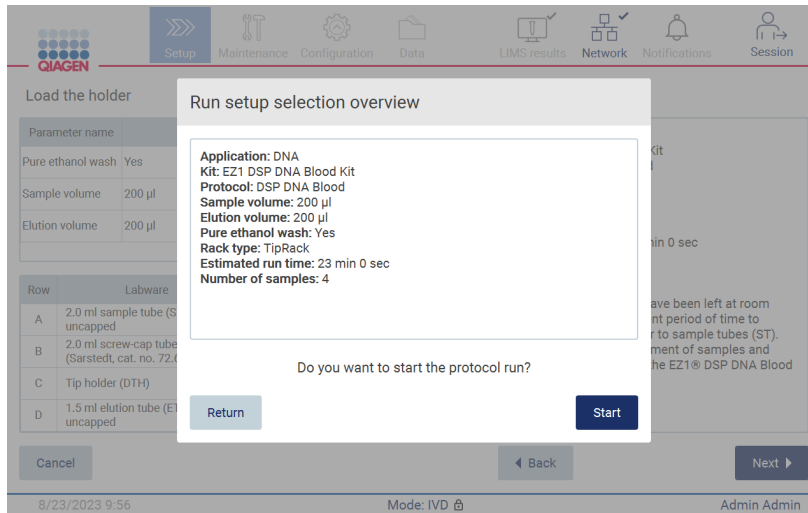 QIAGEN
Setup
Maintenance
Configuration
Data
LIMS results
Network
Notifications
Session
Load the holder
Run setup selection overview
Parameter name
Pure ethanol wash Yes
Sample volume 200 µl
Elution volume 200 µl
Application: DNA
Kit: EZ1 DSP DNA Blood Kit
Protocol: DSP DNA Blood
Sample volume: 200 µl
Elution volume: 200 µl
Pure ethanol wash: Yes
Rack type: TipRack
Estimated run time: 23 min 0 sec
Number of samples: 4
Do you want to start the protocol run?
Return
Start
Row Labware
A 2.0 ml sample tube (S
uncapped
B 2.0 ml screw-cap tube
(Sarstedt, cat. no. 72.6
C Tip holder (DTH)
D 1.5 ml elution tube (ET
uncapped
Kit
in 0 sec
ave been left at room
nt period of time to
r to sample tubes (ST).
ment of samples and
he EZ1® DSP DNA Blood
Cancel
Back
Next
8/23/2023 9:56
Mode: IVD
Admin Admin